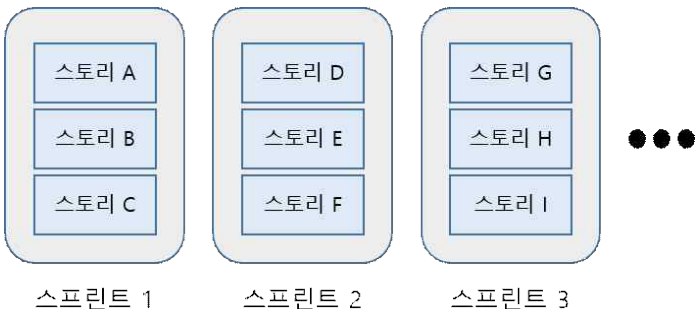 스토리 A
스토리 B
스토리 C
스프린트 1
스토리 D
스토리 E
스토리 F
스프린트 2
스토리 G
스토리 H
스토리 I
스프린트 3